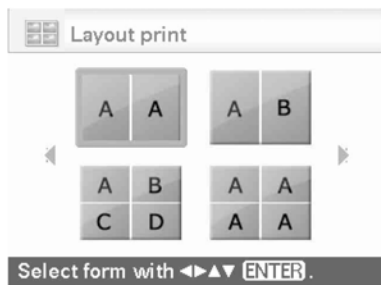 Layout print
A A A B
A B A A
C D A A
Select form with ◄►▲▼ ENTER.